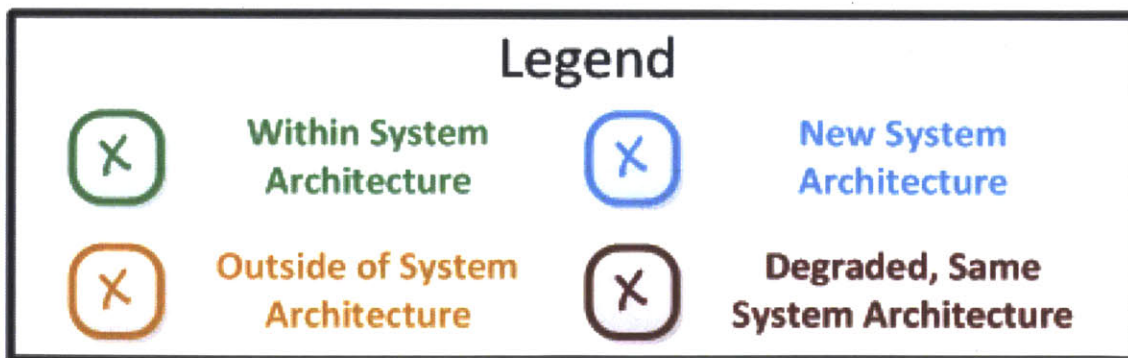 Legend
X Within System Architecture
X New System Architecture
X Outside of System Architecture
X Degraded, Same System Architecture